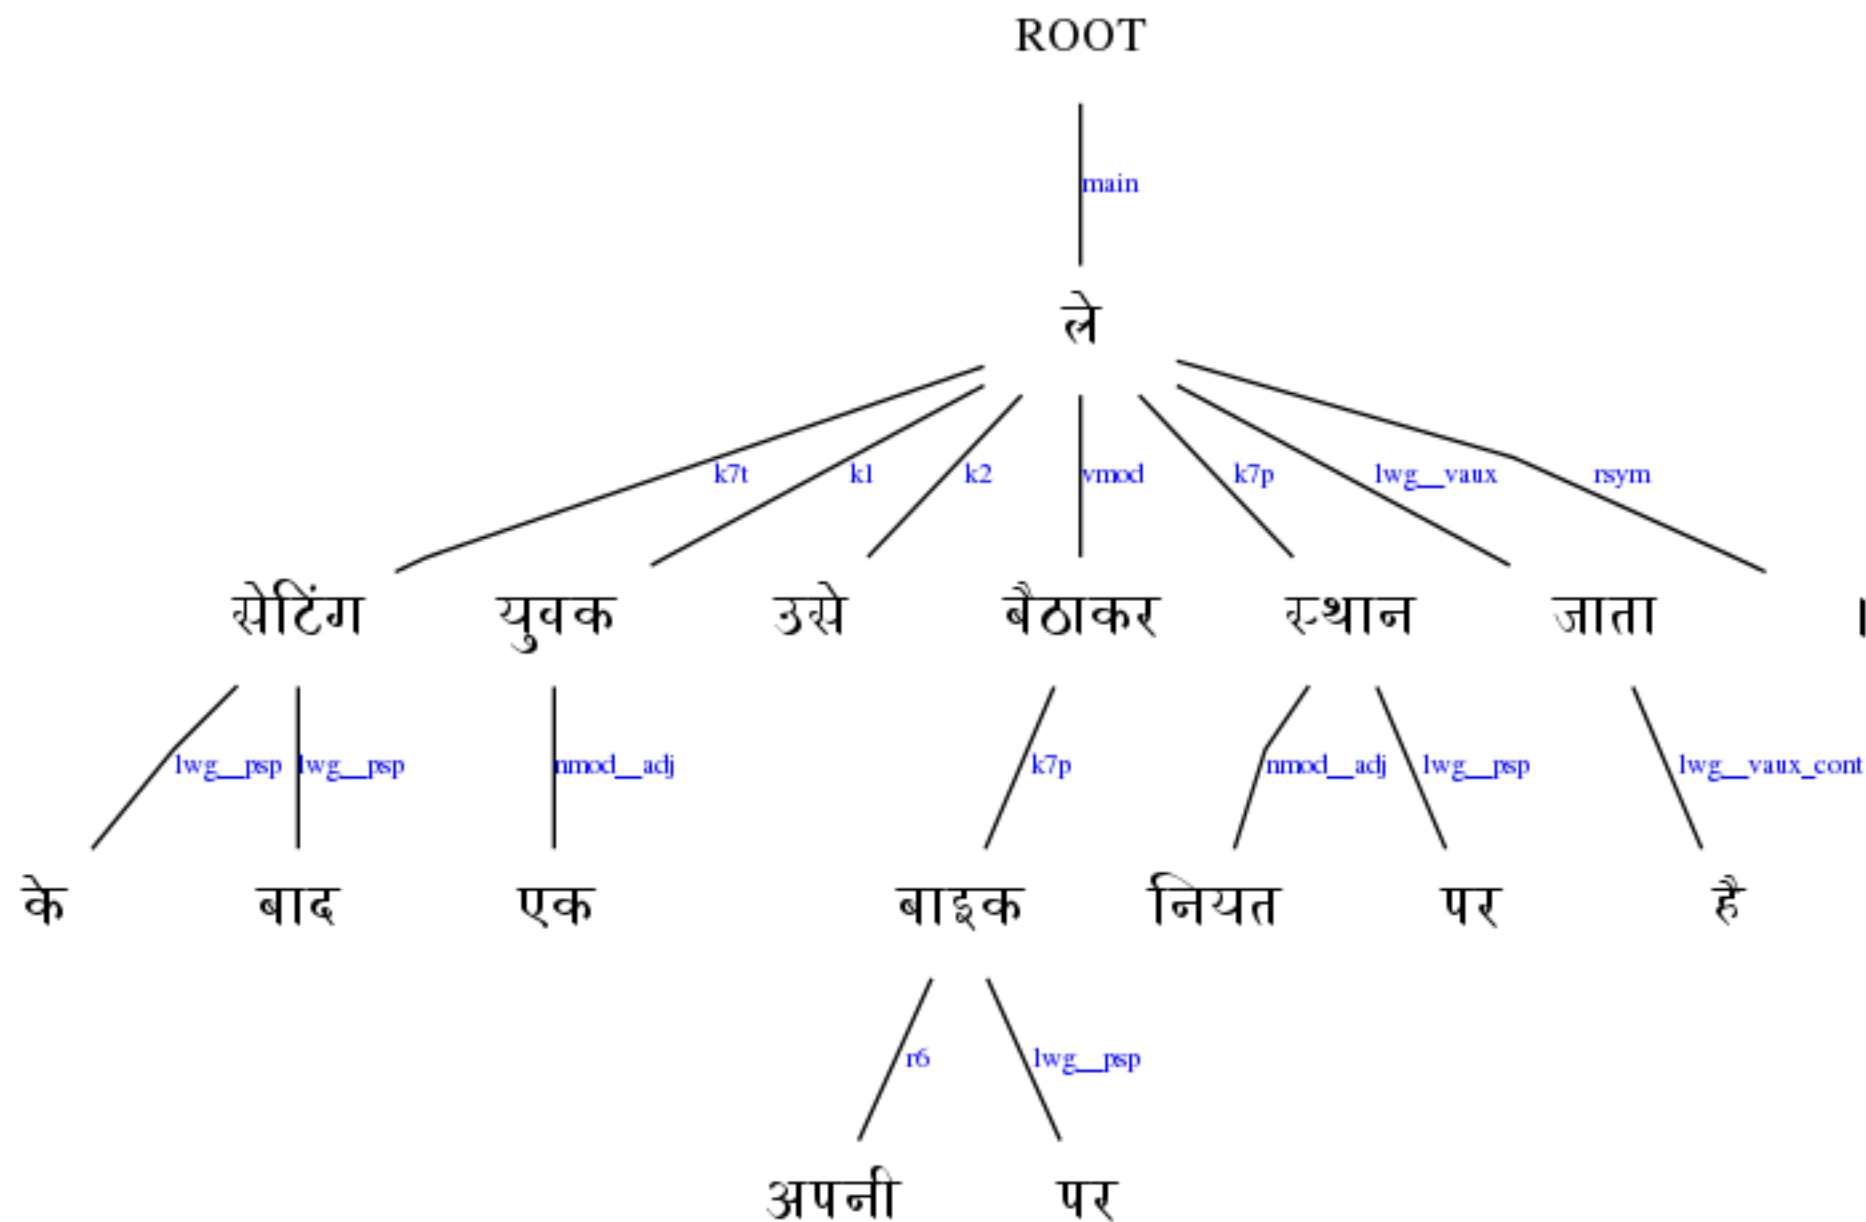 ROOT
main
ले
k7t k1 k2 vmod k7p lwg__vaux rsym
सेटिंग युवक उसे बैठाकर स्थान जाता ।
lwg__psp lwg__psp nmod__adj k7p nmod__adj lwg__psp lwg__vaux_cont
के बाद एक बाइक नियत पर है
r6 lwg__psp
अपनी पर